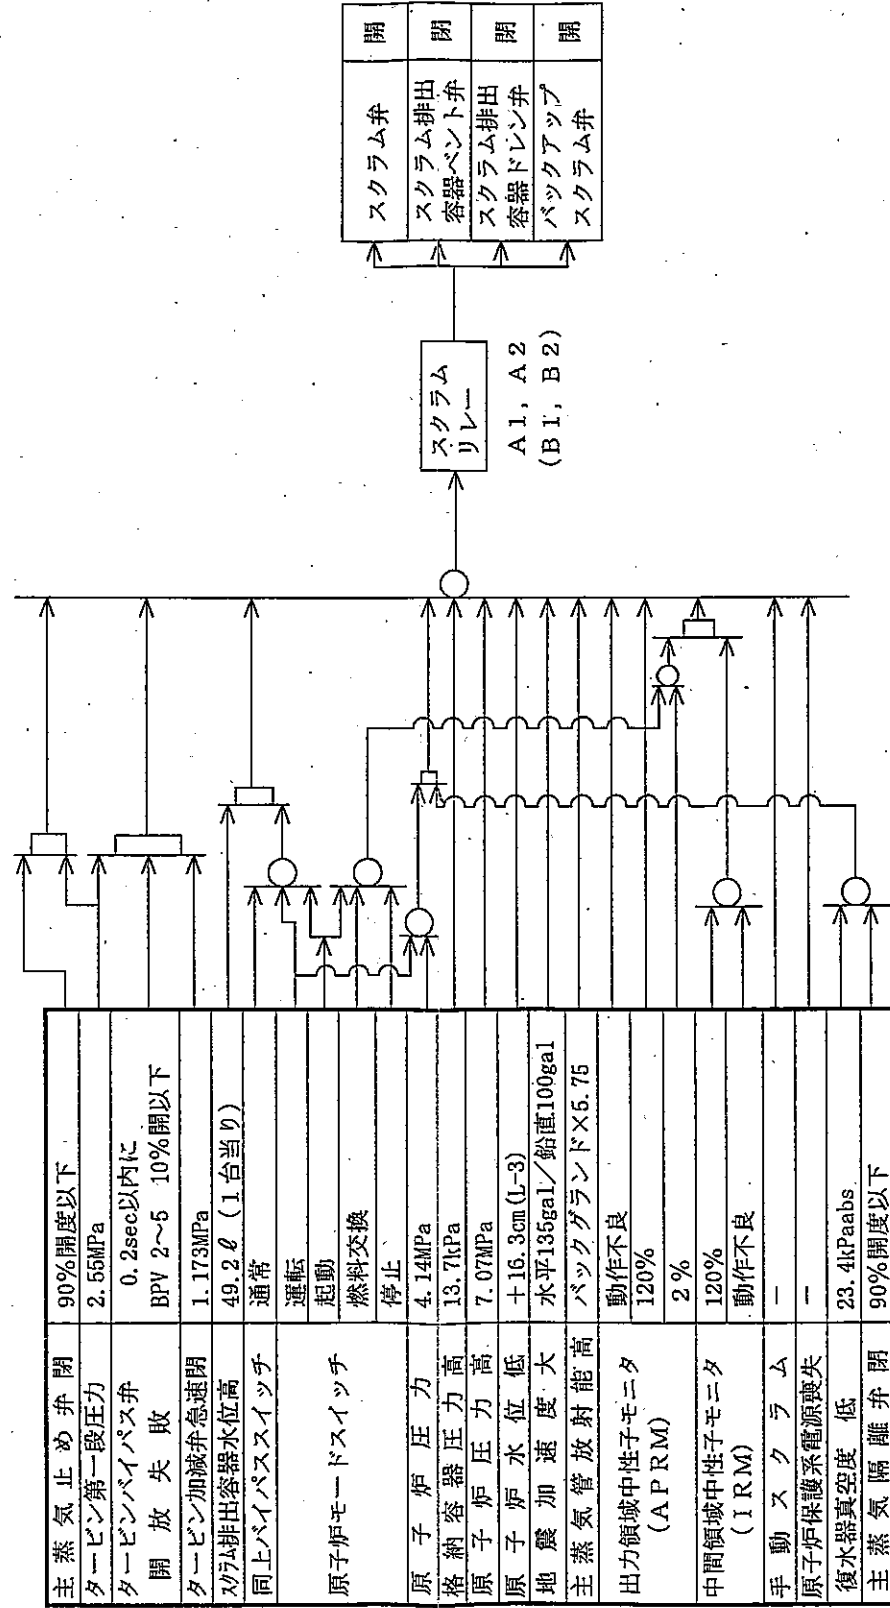 主蒸気止め弁閉 90%開度以下
タービン第一段圧力 2.55MPa
タービンバイパス弁
開放失敗
0.2sec以内に
BPV 2～5 10%開以下
タービン加減弁急速閉 1.173MPa
スクラム排出容器水位高 49.2ℓ(1台当り)
同上バイパススイッチ 通常
原子炉モードスイッチ
運転
起動
燃料交換
停止
原子炉圧力 4.14MPa
格納容器圧力高 13.7kPa
原子炉圧力高 7.07MPa
原子炉水位低 +16.3cm(L-3)
地震加速度大 水平135gal/鉛直100gal
主蒸気管放射能高 バックグランド×5.75
出力領域中性子モニタ
(APRM)
動作不良
120%
2%
中間領域中性子モニタ
(IRM)
120%
動作不良
手動スクラム －
原子炉保護系電源喪失 －
復水器真空度低 23.4kPaabs
主蒸気隔離弁閉 90%開度以下
スクラム
リレー
A1, A2
(B1, B2)
スクラム弁 開
スクラム排出
容器ベント弁 閉
スクラム排出
容器ドレン弁 閉
バックアップ
スクラム弁 開